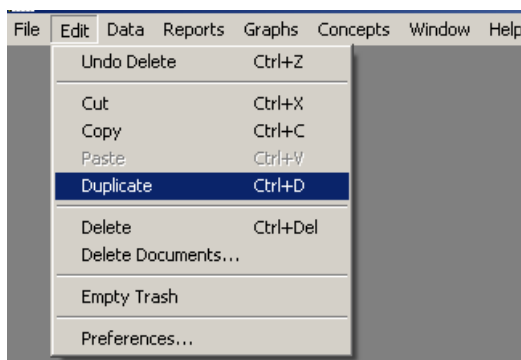 File Edit Data Reports Graphs Concepts Window Help
Undo Delete Ctrl+Z
Cut Ctrl+X
Copy Ctrl+C
Paste Ctrl+V
Duplicate Ctrl+D
Delete Ctrl+Del
Delete Documents...
Empty Trash
Preferences...